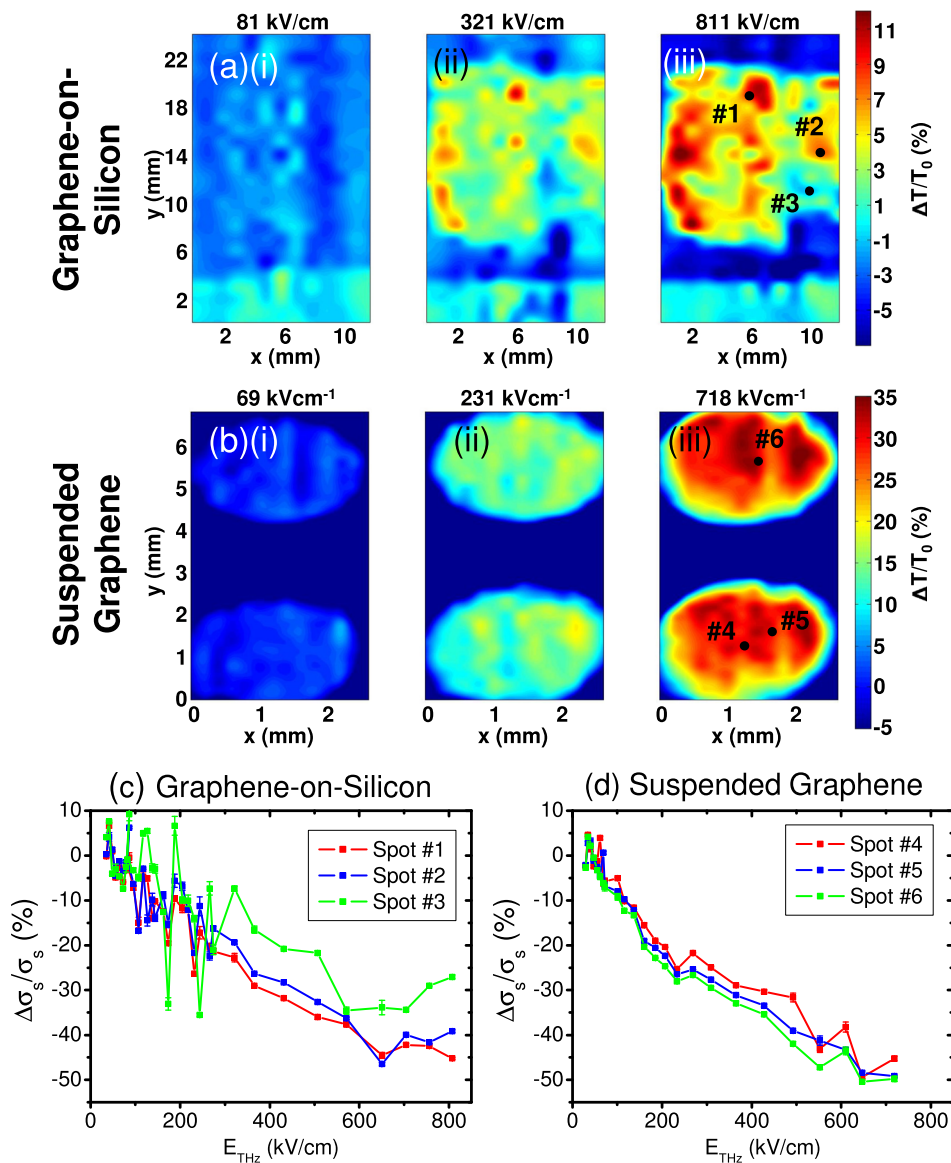 81 kV/cm
321 kV/cm
811 kV/cm
Graphene-on-
Silicon
(a)(i)
(ii)
(iii)
#1
#2
#3
22
18
14
10
6
2
y (mm)
2 6 10
2 6 10
2 6 10
x (mm)
x (mm)
x (mm)
11
9
7
5
3
1
-1
-3
-5
ΔT/T₀ (%)
69 kVcm⁻¹
231 kVcm⁻¹
718 kVcm⁻¹
Suspended
Graphene
(b)(i)
(ii)
(iii)
#6
#4
#5
6
5
4
3
2
1
0
y (mm)
0 1 2
0 1 2
0 1 2
x (mm)
x (mm)
x (mm)
35
30
25
20
15
10
5
0
-5
ΔT/T₀ (%)
(c) Graphene-on-Silicon
Spot #1
Spot #2
Spot #3
10
0
-10
-20
-30
-40
-50
Δσₛ/σₛ (%)
0 200 400 600 800
E_THz (kV/cm)
(d) Suspended Graphene
Spot #4
Spot #5
Spot #6
10
0
-10
-20
-30
-40
-50
Δσₛ/σₛ (%)
0 200 400 600 800
E_THz (kV/cm)